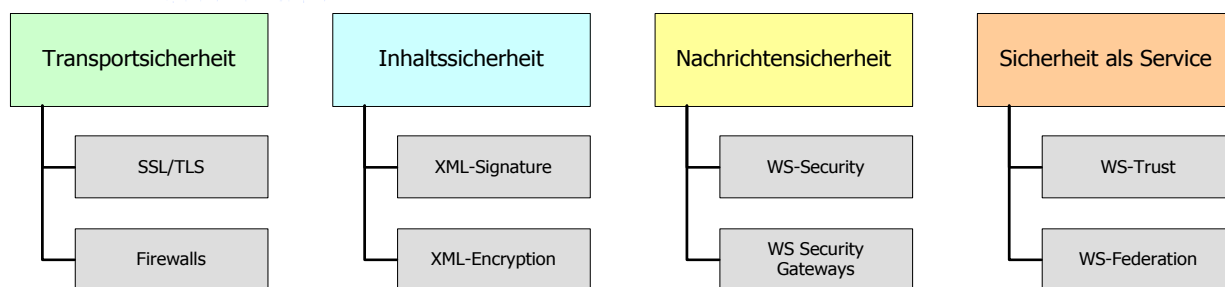 Transportsicherheit
Inhaltssicherheit
Nachrichtensicherheit
Sicherheit als Service
SSL/TLS
XML-Signature
WS-Security
WS-Trust
Firewalls
XML-Encryption
WS Security
Gateways
WS-Federation